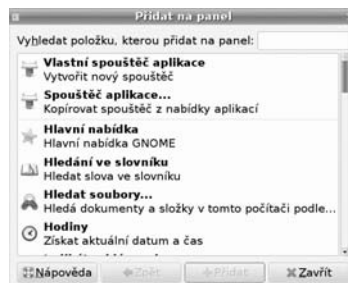 Přidat na panel
Vyhledat položku, kterou přidat na panel:
Vlastní spouštěč aplikace
Vytvořit nový spouštěč
Spouštěč aplikace...
Kopírovat spouštěč z nabídky aplikací
Hlavní nabídka
Hlavní nabídka GNOME
Hledání ve slovníku
Hledat slova ve slovníku
Hledat soubory...
Hledá dokumenty a složky v tomto počítači podle...
Hodiny
Získat aktuální datum a čas
Nápověda Zpět Přidat Zavřít